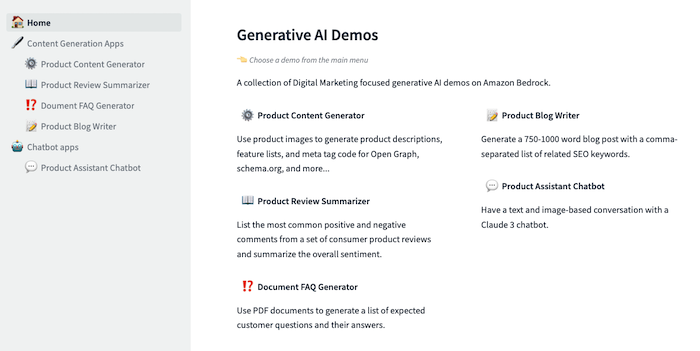 Home
Content Generation Apps
Product Content Generator
Product Review Summarizer
Doument FAQ Generator
Product Blog Writer
Chatbot apps
Product Assistant Chatbot
Generative AI Demos
Choose a demo from the main menu
A collection of Digital Marketing focused generative AI demos on Amazon Bedrock.
Product Content Generator
Use product images to generate product descriptions,
feature lists, and meta tag code for Open Graph,
schema.org, and more...
Product Review Summarizer
List the most common positive and negative
comments from a set of consumer product reviews
and summarize the overall sentiment.
Document FAQ Generator
Use PDF documents to generate a list of expected
customer questions and their answers.
Product Blog Writer
Generate a 750-1000 word blog post with a comma-
separated list of related SEO keywords.
Product Assistant Chatbot
Have a text and image-based conversation with a
Claude 3 chatbot.